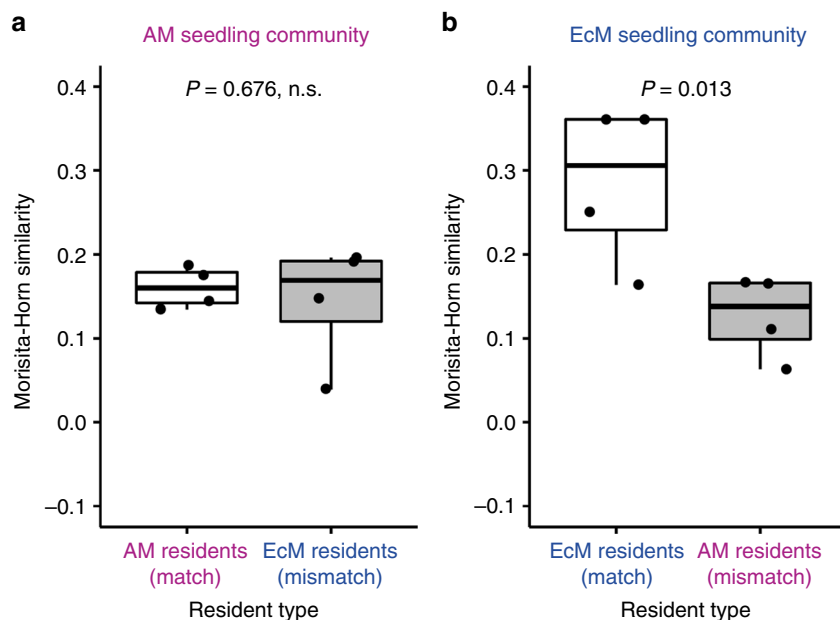 a
AM seedling community
P = 0.676, n.s.
0.4
0.3
0.2
0.1
0.0
–0.1
Morisita-Horn similarity
AM residents
(match)
EcM residents
(mismatch)
Resident type
b
EcM seedling community
P = 0.013
0.4
0.3
0.2
0.1
0.0
–0.1
Morisita-Horn similarity
EcM residents
(match)
AM residents
(mismatch)
Resident type